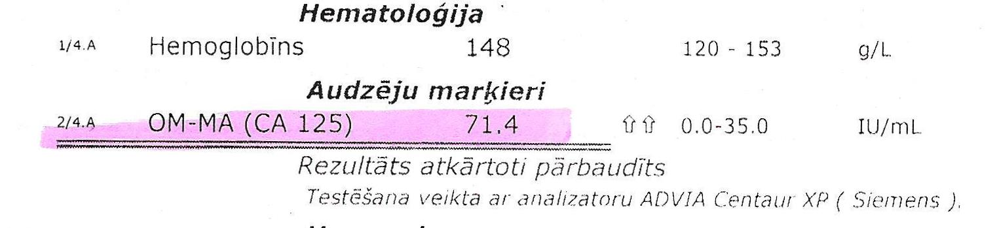 Hematoloģija
1/4.A Hemoglobīns 148 120 - 153 g/L
Audzēju marķieri
2/4.A OM-MA (CA 125) 71.4 ⇧⇧ 0.0-35.0 IU/mL
Rezultāts atkārtoti pārbaudīts
Testēšana veikta ar analizatoru ADVIA Centaur XP ( Siemens ).